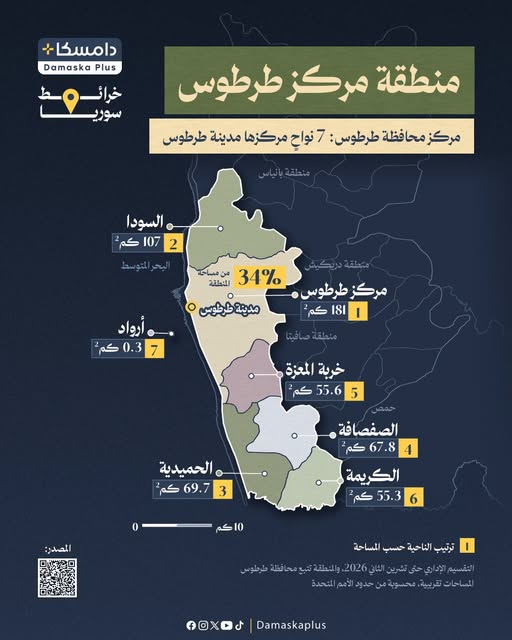 دامسكا+
Damaska Plus
خرائط
سوريا
منطقة مركز طرطوس
مركز محافظة طرطوس: 7 نواحٍ مركزها مدينة طرطوس
منطقة بانياس
السودا
107 كم²
2
البحر المتوسط
منطقة دريكيش
34%
من مساحة
المنطقة
مركز طرطوس
181 كم²
1
مدينة طرطوس
أرواد
0.3 كم²
7
منطقة صافيتا
خربة المعزة
55.6 كم²
5
حمص
الصفصافة
67.8 كم²
4
الحميدية
69.7 كم²
3
الكريمة
55.3 كم²
6
0
10كم
1 ترتيب الناحية حسب المساحة
التقسيم الإداري حتى تشرين الثاني 2026، والمنطقة تتبع محافظة طرطوس
المساحات تقريبية، محسوبة من حدود الأمم المتحدة
المصدر:
Damaskaplus